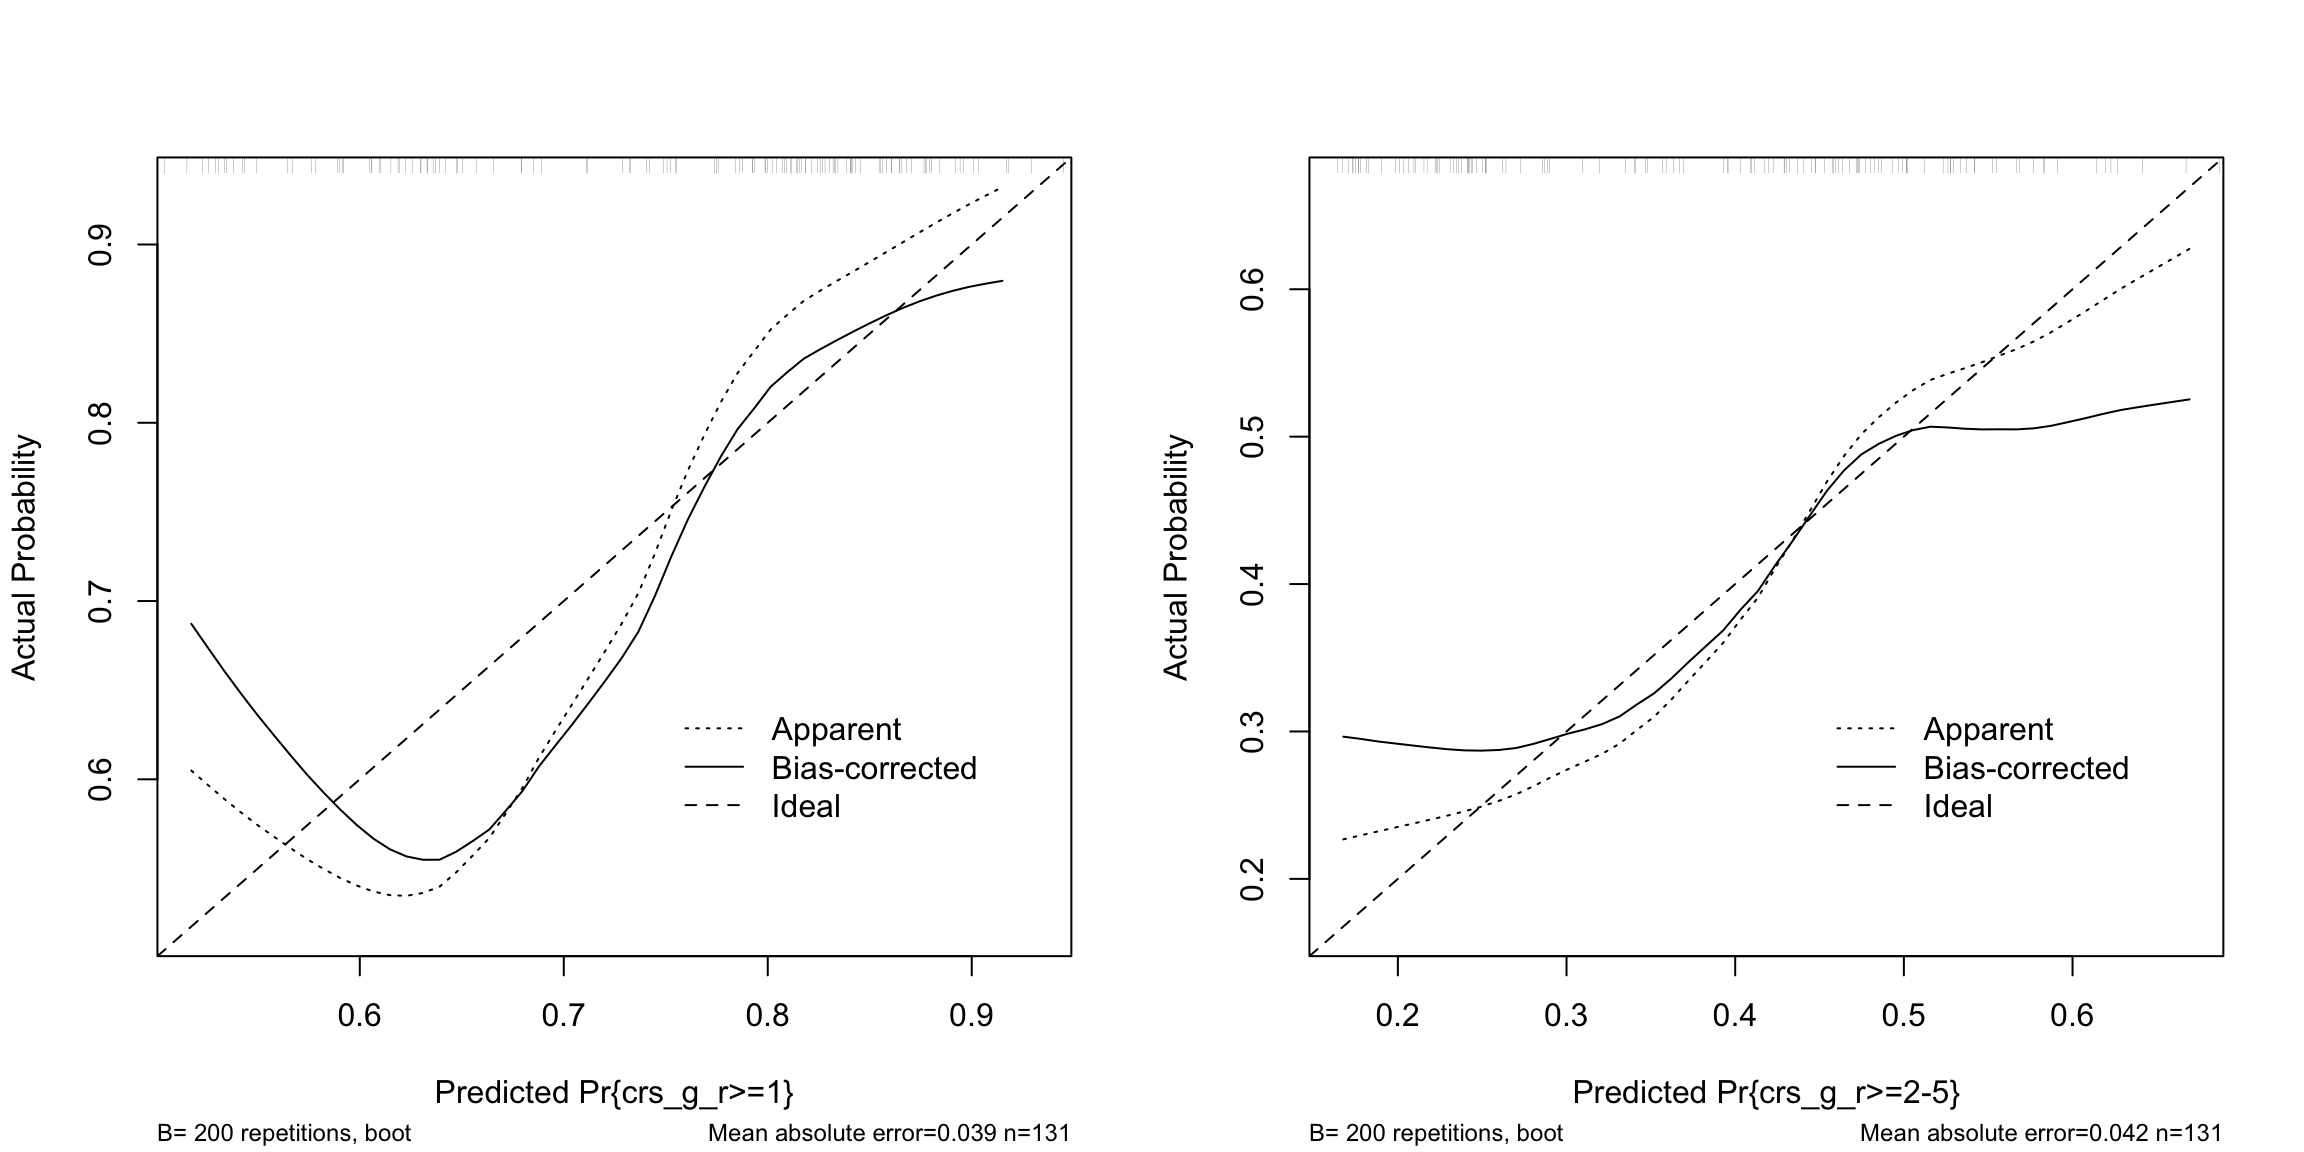 Actual Probability
0.9
0.8
0.7
0.6
Apparent
Bias-corrected
Ideal
0.6 0.7 0.8 0.9
Predicted Pr{crs_g_r>=1}
B= 200 repetitions, boot
Mean absolute error=0.039 n=131
Actual Probability
0.6
0.5
0.4
0.3
0.2
Apparent
Bias-corrected
Ideal
0.2 0.3 0.4 0.5 0.6
Predicted Pr{crs_g_r>=2-5}
B= 200 repetitions, boot
Mean absolute error=0.042 n=131